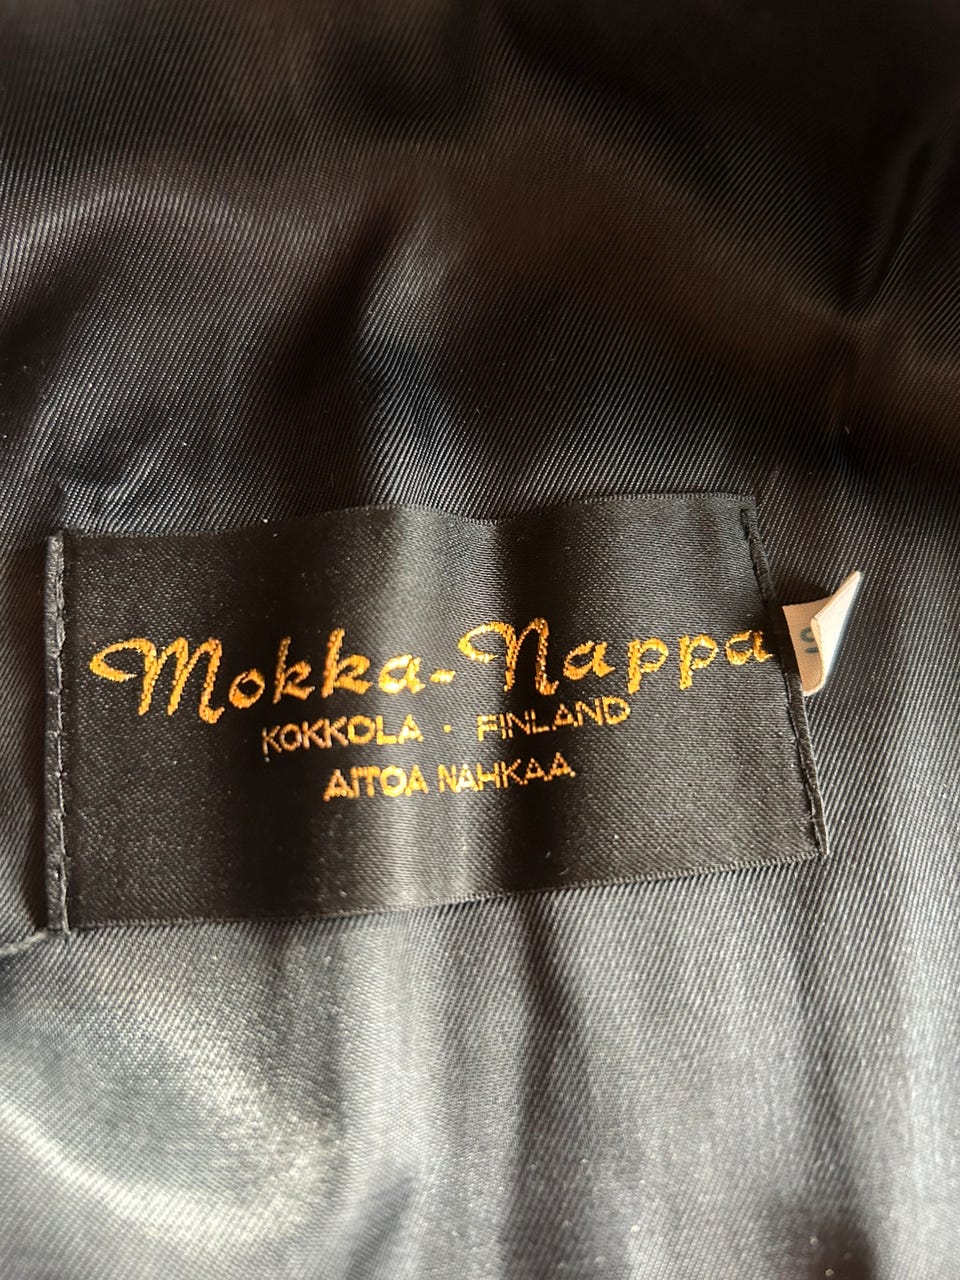 Mokka-Nappa
KOKKOLA · FINLAND
AITOA NAHKAA